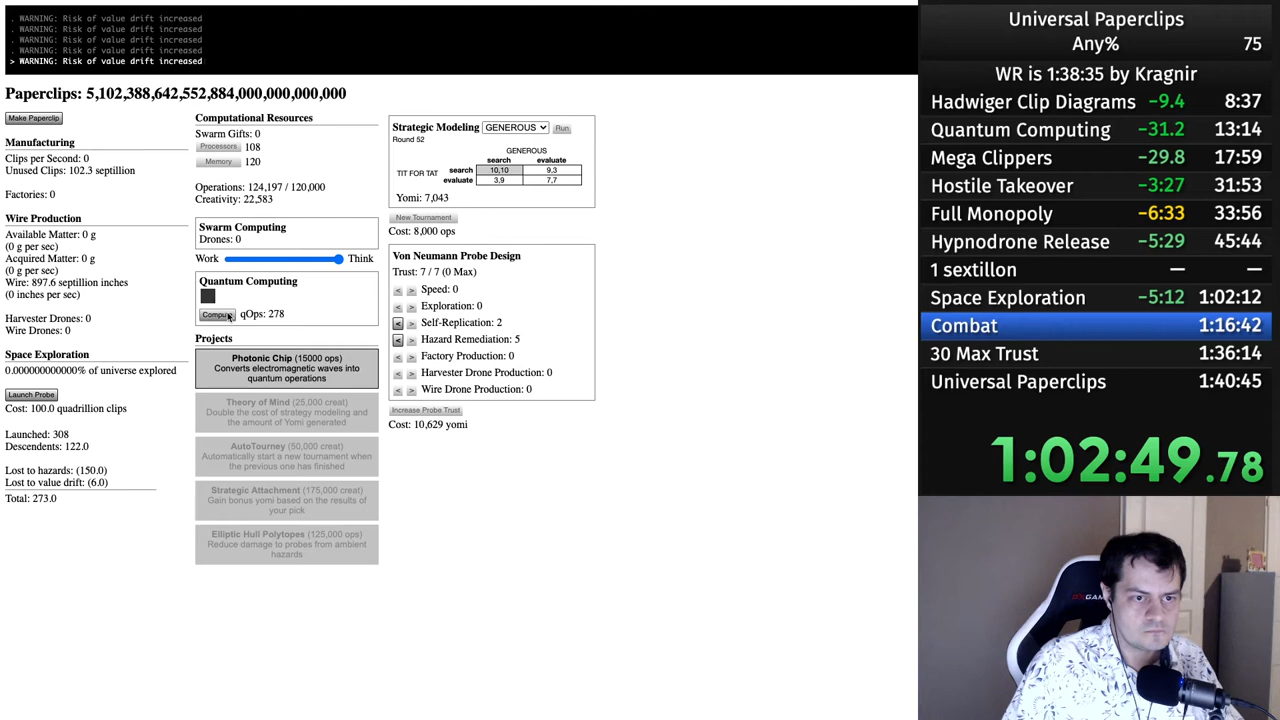 . WARNING: Risk of value drift increased
. WARNING: Risk of value drift increased
. WARNING: Risk of value drift increased
. WARNING: Risk of value drift increased
> WARNING: Risk of value drift increased
Paperclips: 5,102,388,642,552,884,000,000,000,000
Make Paperclip
Manufacturing
Clips per Second: 0
Unused Clips: 102.3 septillion
Factories: 0
Wire Production
Available Matter: 0 g
(0 g per sec)
Acquired Matter: 0 g
(0 g per sec)
Wire: 897.6 septillion inches
(0 inches per sec)
Harvester Drones: 0
Wire Drones: 0
Space Exploration
0.000000000000% of universe explored
Launch Probe
Cost: 100.0 quadrillion clips
Launched: 308
Descendents: 122.0
Lost to hazards: (150.0)
Lost to value drift: (6.0)
Total: 273.0
Computational Resources
Swarm Gifts: 0
Processors 108
Memory 120
Operations: 124,197 / 120,000
Creativity: 22,583
Swarm Computing
Drones: 0
Work Think
Quantum Computing
Compute qOps: 278
Projects
Photonic Chip (15000 ops)
Converts electromagnetic waves into
quantum operations
Theory of Mind (25,000 creat)
Double the cost of strategy modeling and
the amount of Yomi generated
AutoTourney (50,000 creat)
Automatically start a new tournament when
the previous one has finished
Strategic Attachment (175,000 creat)
Gain bonus yomi based on the results of
your pick
Elliptic Hull Polytopes (125,000 ops)
Reduce damage to probes from ambient
hazards
Strategic Modeling GENEROUS Run
Round 52
GENEROUS
search evaluate
TIT FOR TAT search 10,10 9,3
evaluate 3,9 7,7
Yomi: 7,043
New Tournament
Cost: 8,000 ops
Von Neumann Probe Design
Trust: 7 / 7 (0 Max)
< > Speed: 0
< > Exploration: 0
< > Self-Replication: 2
< > Hazard Remediation: 5
< > Factory Production: 0
< > Harvester Drone Production: 0
< > Wire Drone Production: 0
Increase Probe Trust
Cost: 10,629 yomi
Universal Paperclips
Any% 75
WR is 1:38:35 by Kragnir
Hadwiger Clip Diagrams −9.4 8:37
Quantum Computing −31.2 13:14
Mega Clippers −29.8 17:59
Hostile Takeover −3:27 31:53
Full Monopoly −6:33 33:56
Hypnodrone Release −5:29 45:44
1 sextillon — —
Space Exploration −5:12 1:02:12
Combat 1:16:42
30 Max Trust 1:36:14
Universal Paperclips 1:40:45
1:02:49.78